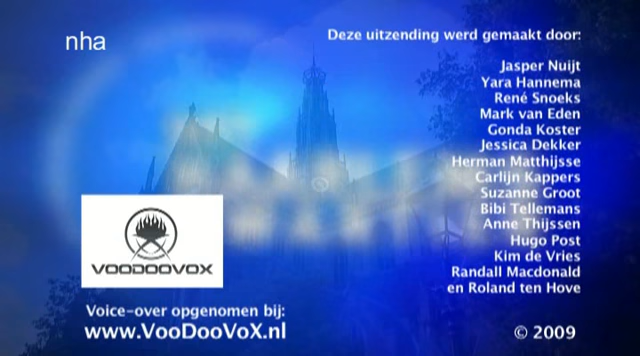 nha
Deze uitzending werd gemaakt door:
Jasper Nuijt
Yara Hannema
René Snoeks
Mark van Eden
Gonda Koster
Jessica Dekker
Herman Matthijsse
Carlijn Kappers
Suzanne Groot
Bibi Tellemans
Anne Thijssen
Hugo Post
Kim de Vries
Randall Macdonald
en Roland ten Hove
VOODOOVOX
Voice-over opgenomen bij:
www.VooDooVoX.nl
© 2009